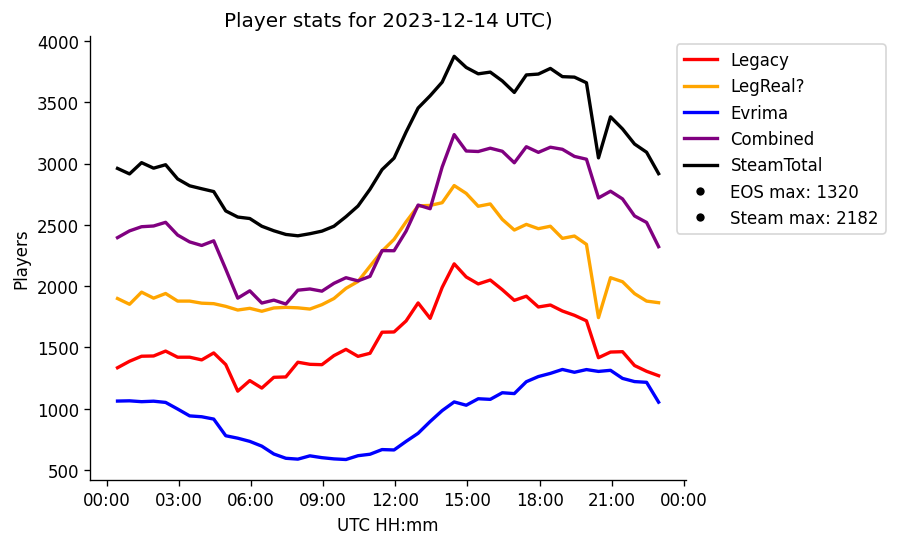 Player stats for 2023-12-14 UTC)
Players
4000
3500
3000
2500
2000
1500
1000
500
00:00 03:00 06:00 09:00 12:00 15:00 18:00 21:00 00:00
UTC HH:mm
Legacy
LegReal?
Evrima
Combined
SteamTotal
EOS max: 1320
Steam max: 2182